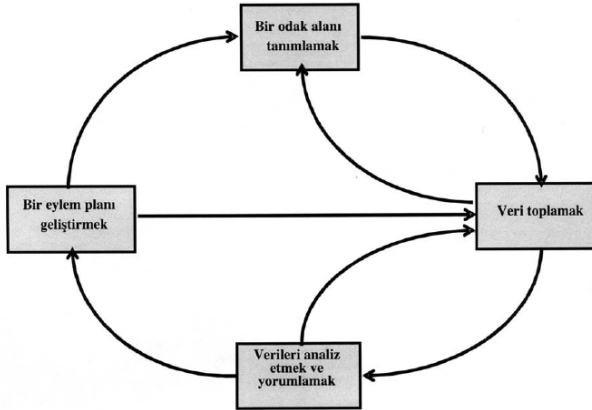 Bir odak alanı
tanımlamak
Bir eylem planı
geliştirmek
Veri toplamak
Verileri analiz
etmek ve
yorumlamak